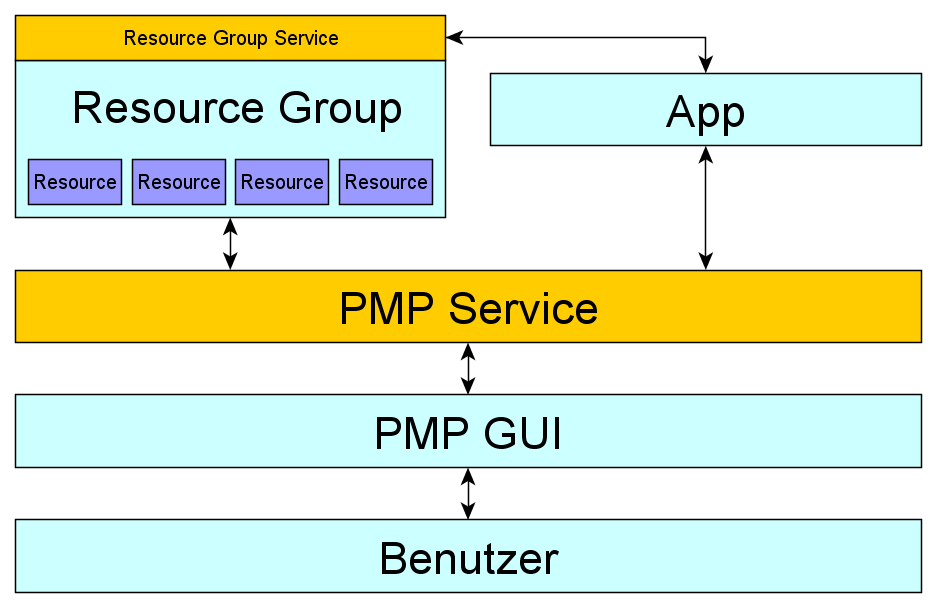 Resource Group Service
Resource Group
App
Resource Resource Resource Resource
PMP Service
PMP GUI
Benutzer